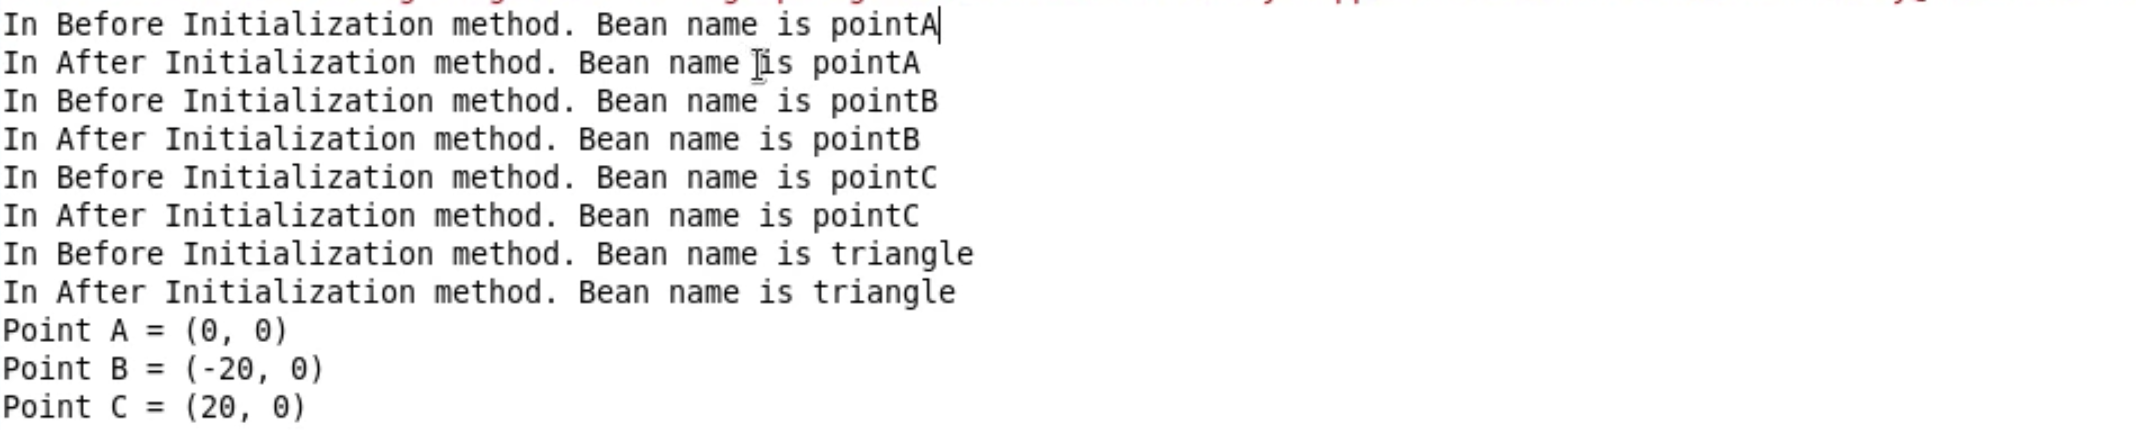 In Before Initialization method. Bean name is pointA
In After Initialization method. Bean name is pointA
In Before Initialization method. Bean name is pointB
In After Initialization method. Bean name is pointB
In Before Initialization method. Bean name is pointC
In After Initialization method. Bean name is pointC
In Before Initialization method. Bean name is triangle
In After Initialization method. Bean name is triangle
Point A = (0, 0)
Point B = (-20, 0)
Point C = (20, 0)